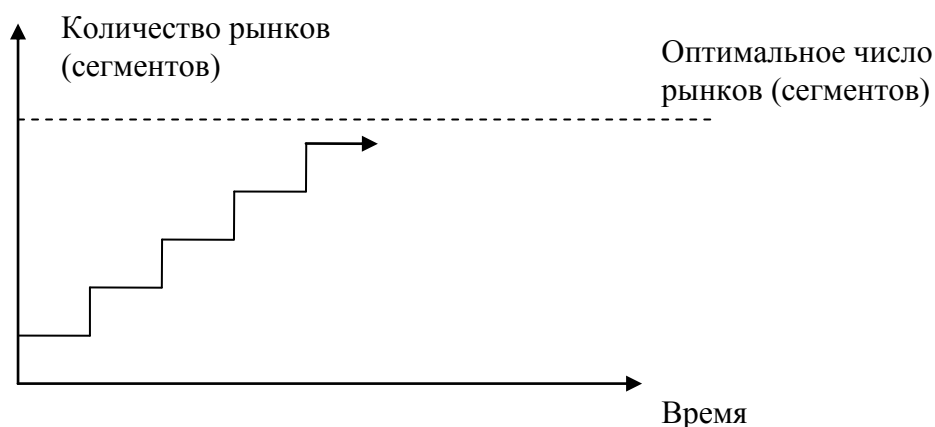 Количество рынков
(сегментов)
Оптимальное число
рынков (сегментов)
Время